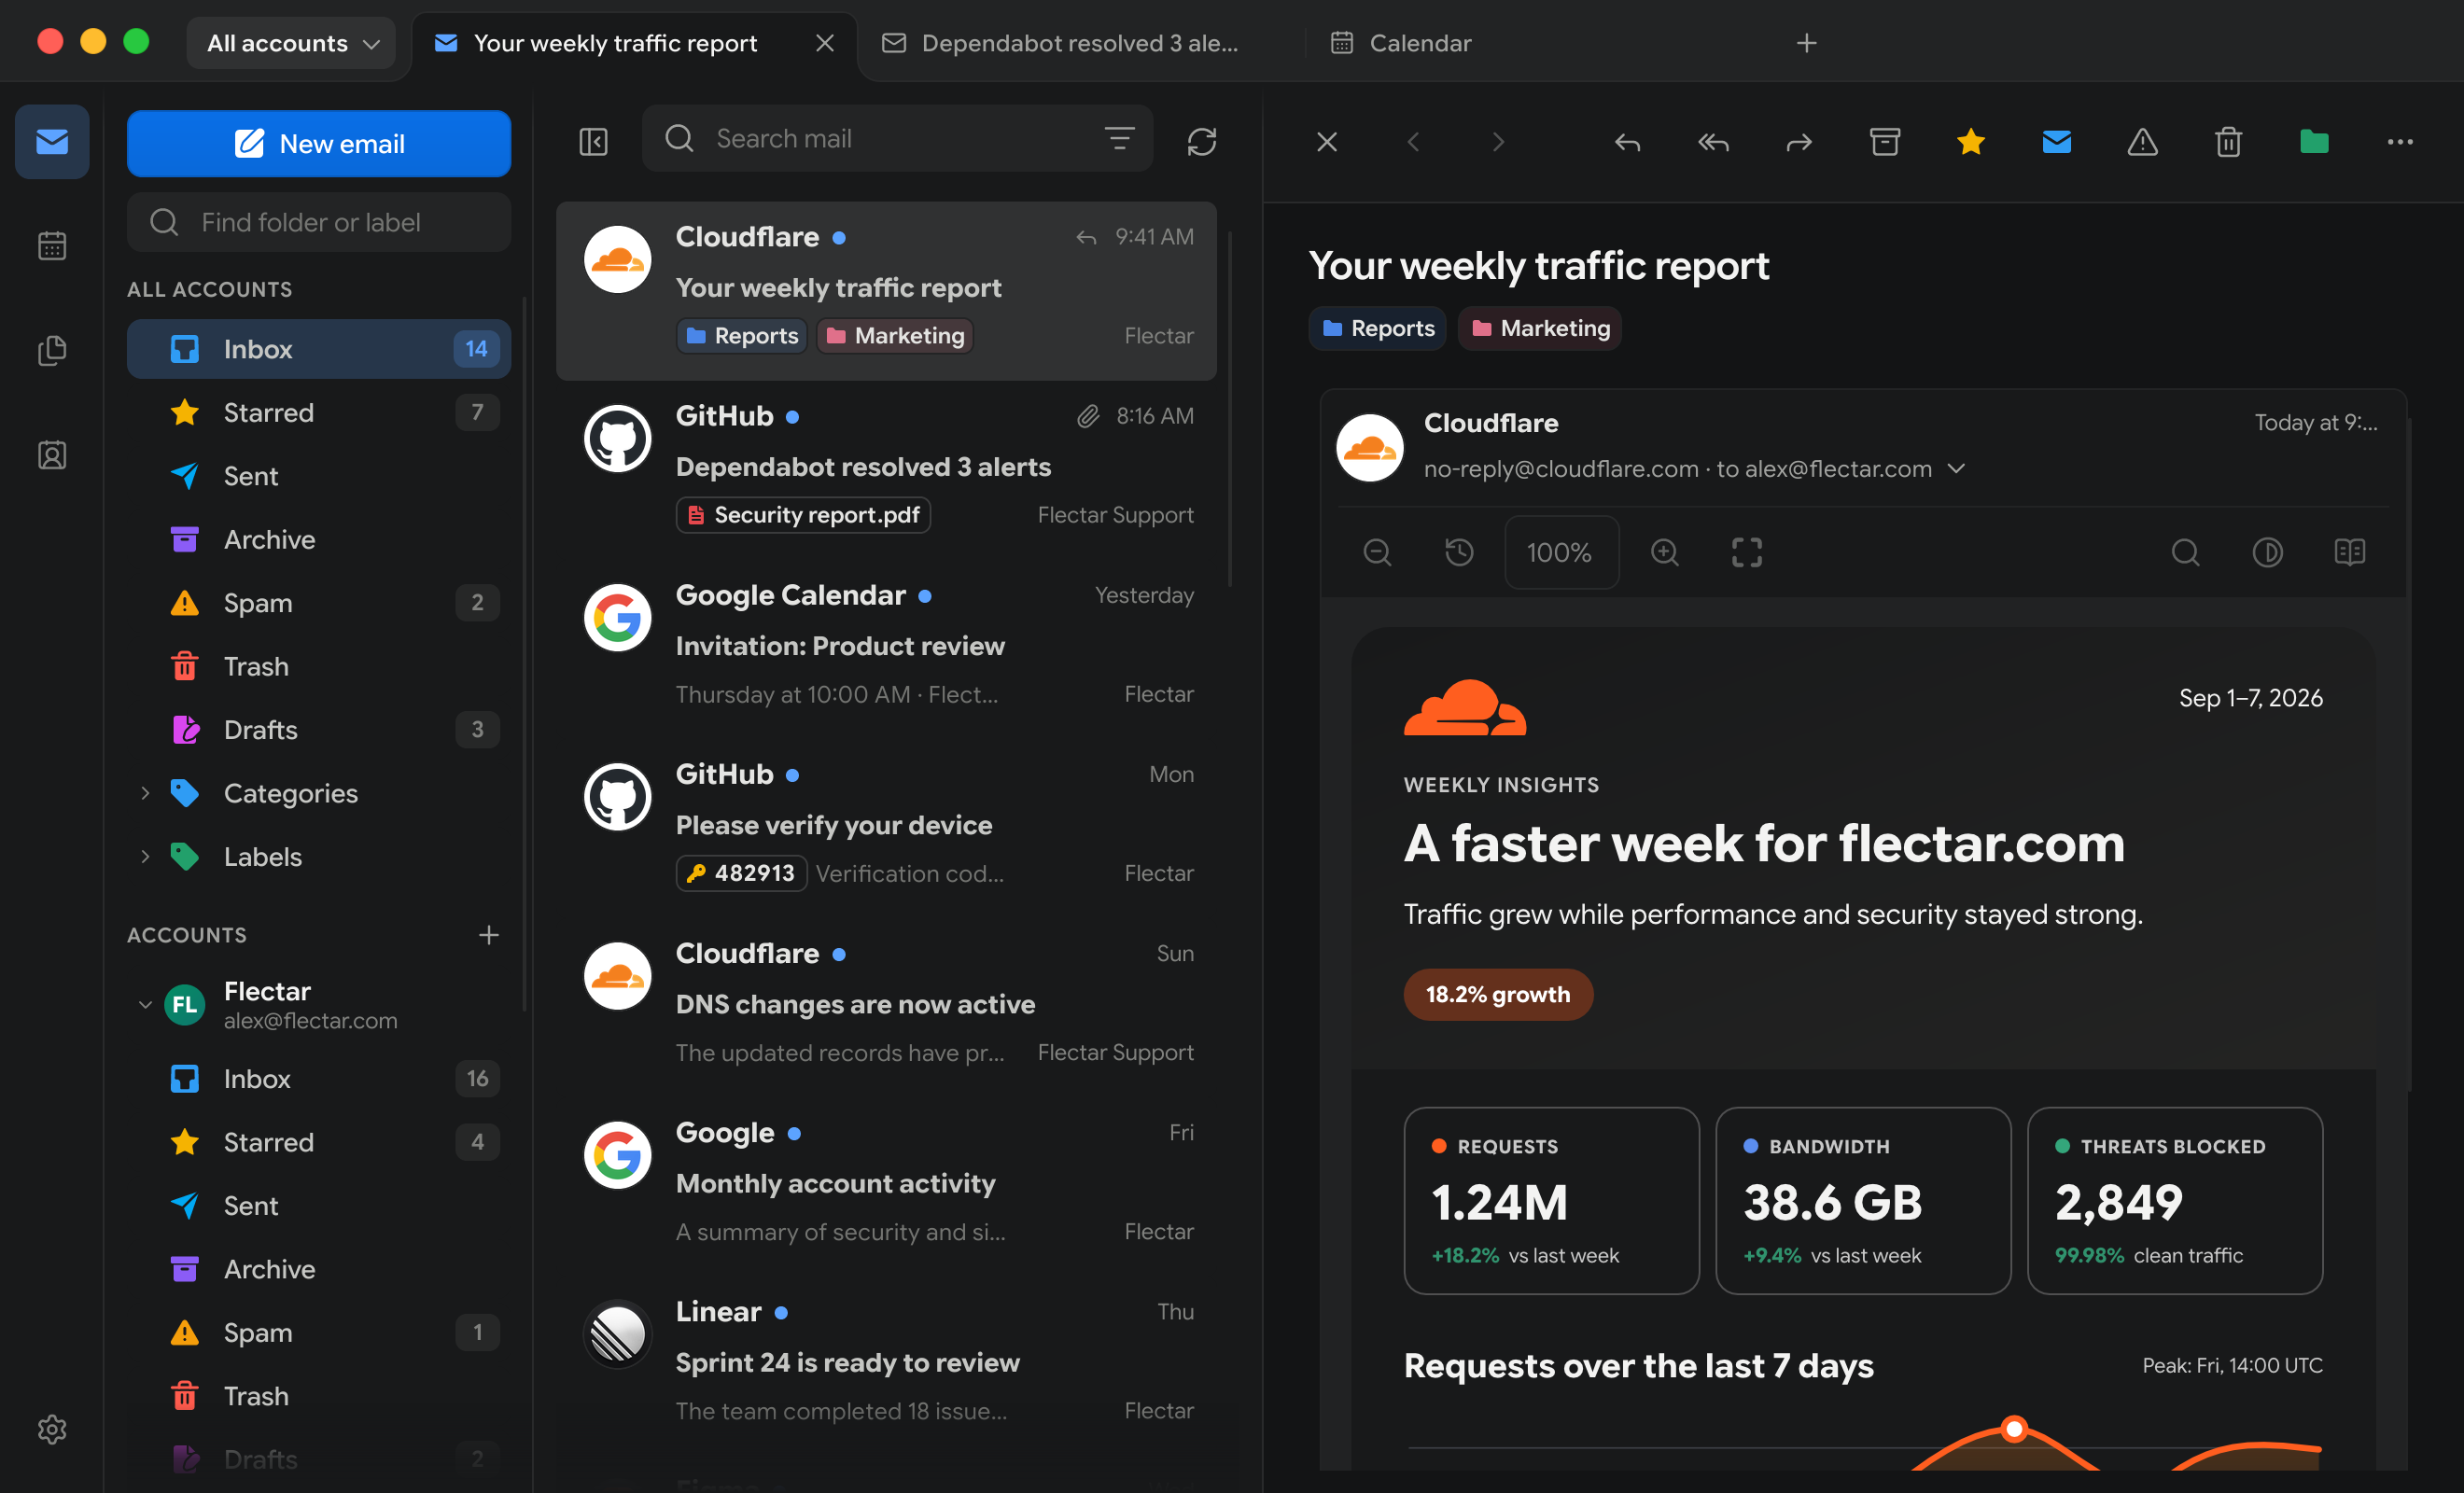 All accounts
Your weekly traffic report
Dependabot resolved 3 ale...
Calendar
New email
Find folder or label
ALL ACCOUNTS
Inbox 14
Starred 7
Sent
Archive
Spam 2
Trash
Drafts 3
Categories
Labels
ACCOUNTS
FL Flectar
alex@flectar.com
Inbox 16
Starred 4
Sent
Archive
Spam 1
Trash
Drafts 2
Search mail
Cloudflare 9:41 AM
Your weekly traffic report
Reports Marketing Flectar
GitHub 8:16 AM
Dependabot resolved 3 alerts
Security report.pdf Flectar Support
Google Calendar Yesterday
Invitation: Product review
Thursday at 10:00 AM · Flect... Flectar
GitHub Mon
Please verify your device
482913 Verification cod... Flectar
Cloudflare Sun
DNS changes are now active
The updated records have pr... Flectar Support
Google Fri
Monthly account activity
A summary of security and si... Flectar
Linear Thu
Sprint 24 is ready to review
The team completed 18 issue... Flectar
Your weekly traffic report
Reports Marketing
Cloudflare Today at 9:...
no-reply@cloudflare.com · to alex@flectar.com
100%
Sep 1–7, 2026
WEEKLY INSIGHTS
A faster week for flectar.com
Traffic grew while performance and security stayed strong.
18.2% growth
REQUESTS
1.24M
+18.2% vs last week
BANDWIDTH
38.6 GB
+9.4% vs last week
THREATS BLOCKED
2,849
99.98% clean traffic
Requests over the last 7 days
Peak: Fri, 14:00 UTC